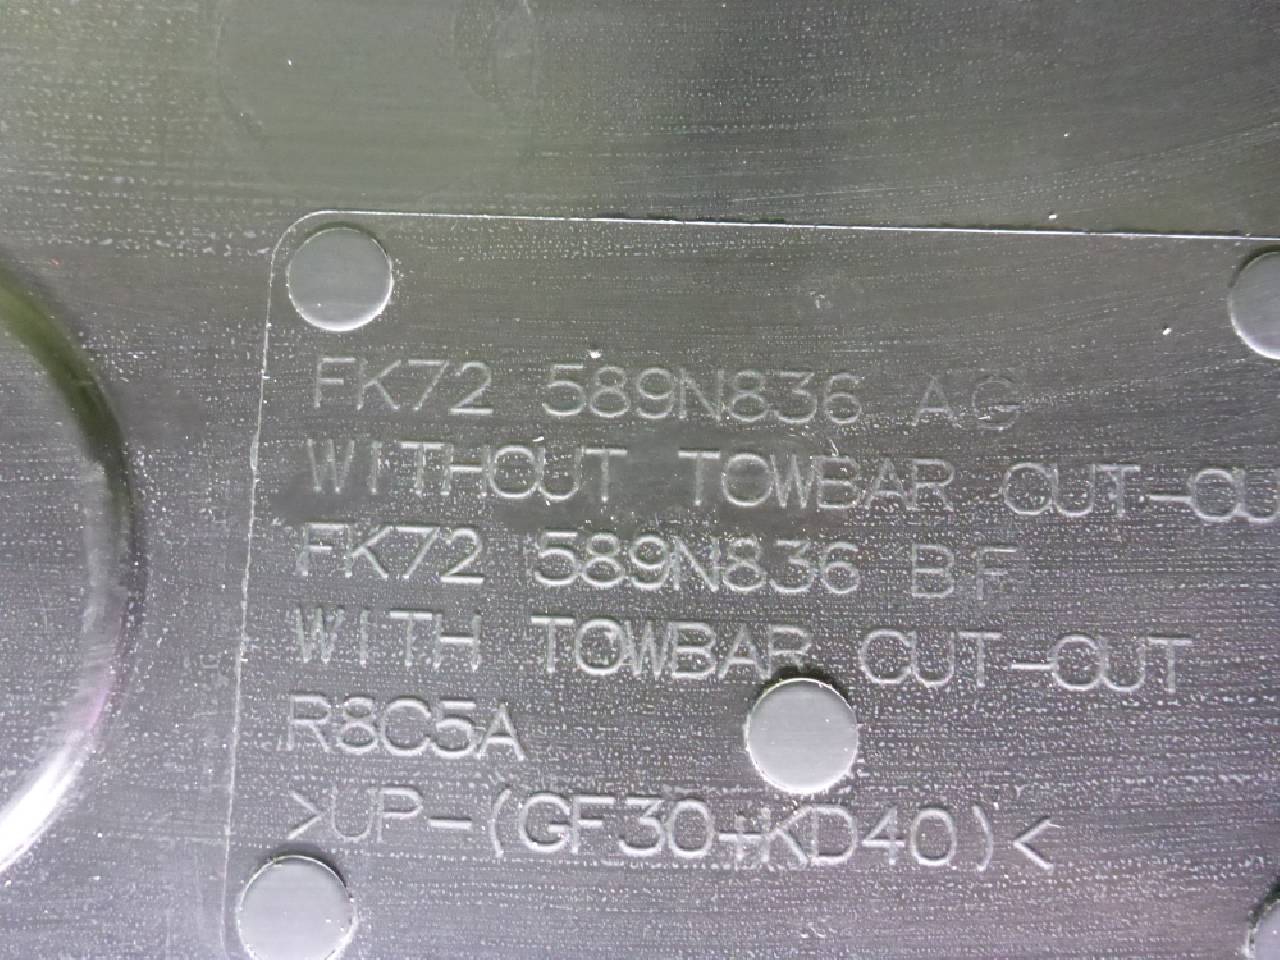 FK72 589N836 AG
WITHOUT TOWBAR CUT-OU
FK72 589N836 BF
WITH TOWBAR CUT-OUT
R8C5A
>UP-(GF30+KD40)<